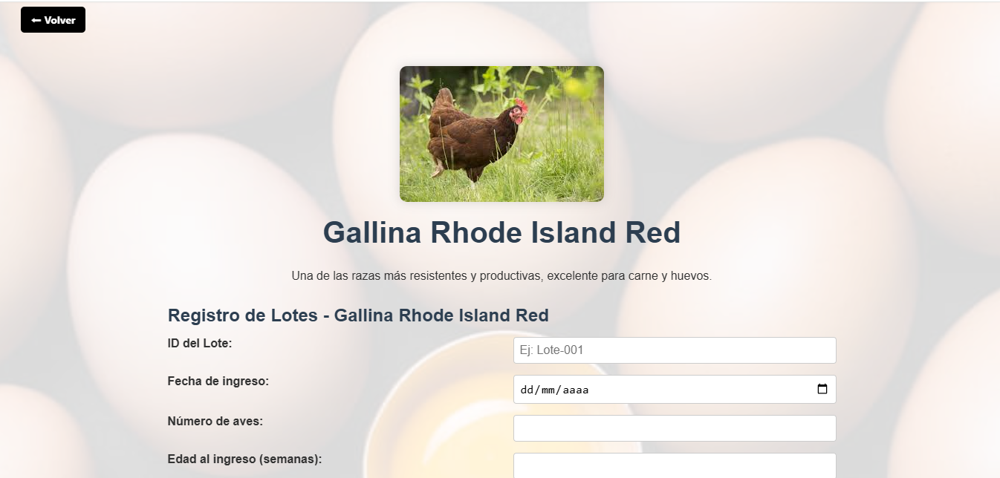 ← Volver
Gallina Rhode Island Red
Una de las razas más resistentes y productivas, excelente para carne y huevos.
Registro de Lotes - Gallina Rhode Island Red
ID del Lote:
Ej: Lote-001
Fecha de ingreso:
dd/mm/aaaa
Número de aves:
Edad al ingreso (semanas):